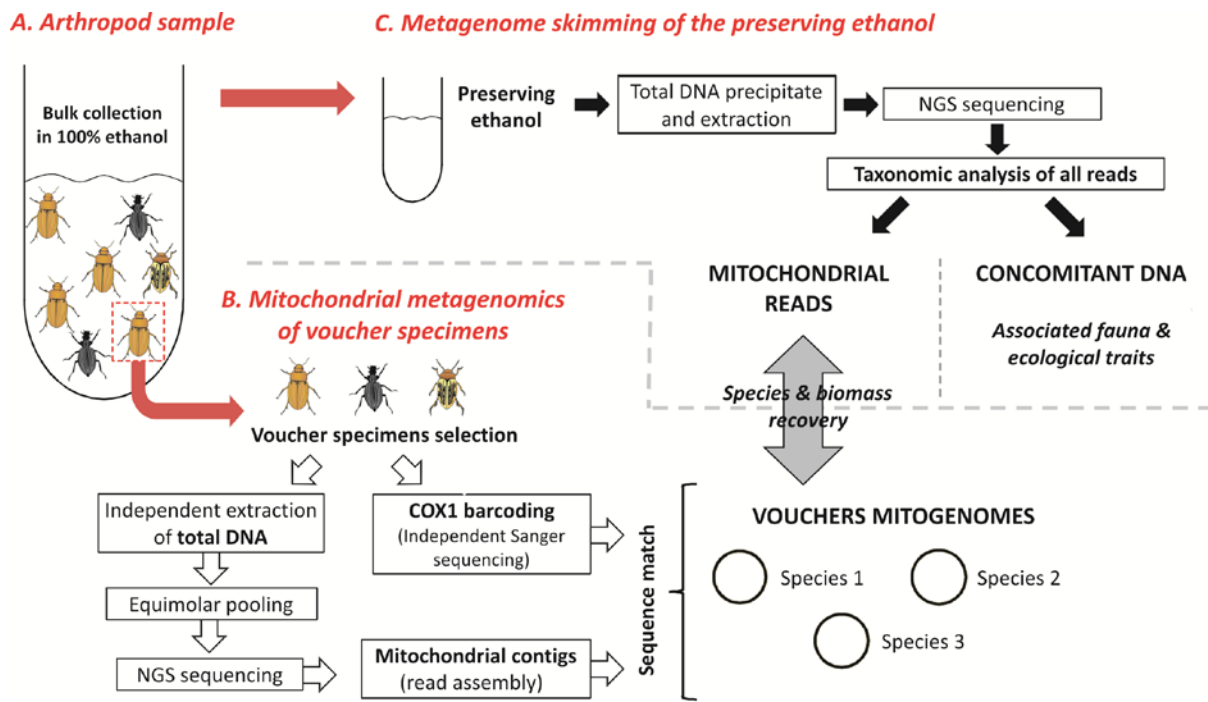 A. Arthropod sample
Bulk collection
in 100% ethanol
C. Metagenome skimming of the preserving ethanol
Preserving
ethanol
Total DNA precipitate
and extraction
NGS sequencing
Taxonomic analysis of all reads
MITOCHONDRIAL
READS
CONCOMITANT DNA
Associated fauna &
ecological traits
Species & biomass
recovery
B. Mitochondrial metagenomics
of voucher specimens
Voucher specimens selection
Independent extraction
of total DNA
Equimolar pooling
NGS sequencing
COX1 barcoding
(Independent Sanger
sequencing)
Mitochondrial contigs
(read assembly)
Sequence match
VOUCHERS MITOGENOMES
Species 1
Species 2
Species 3